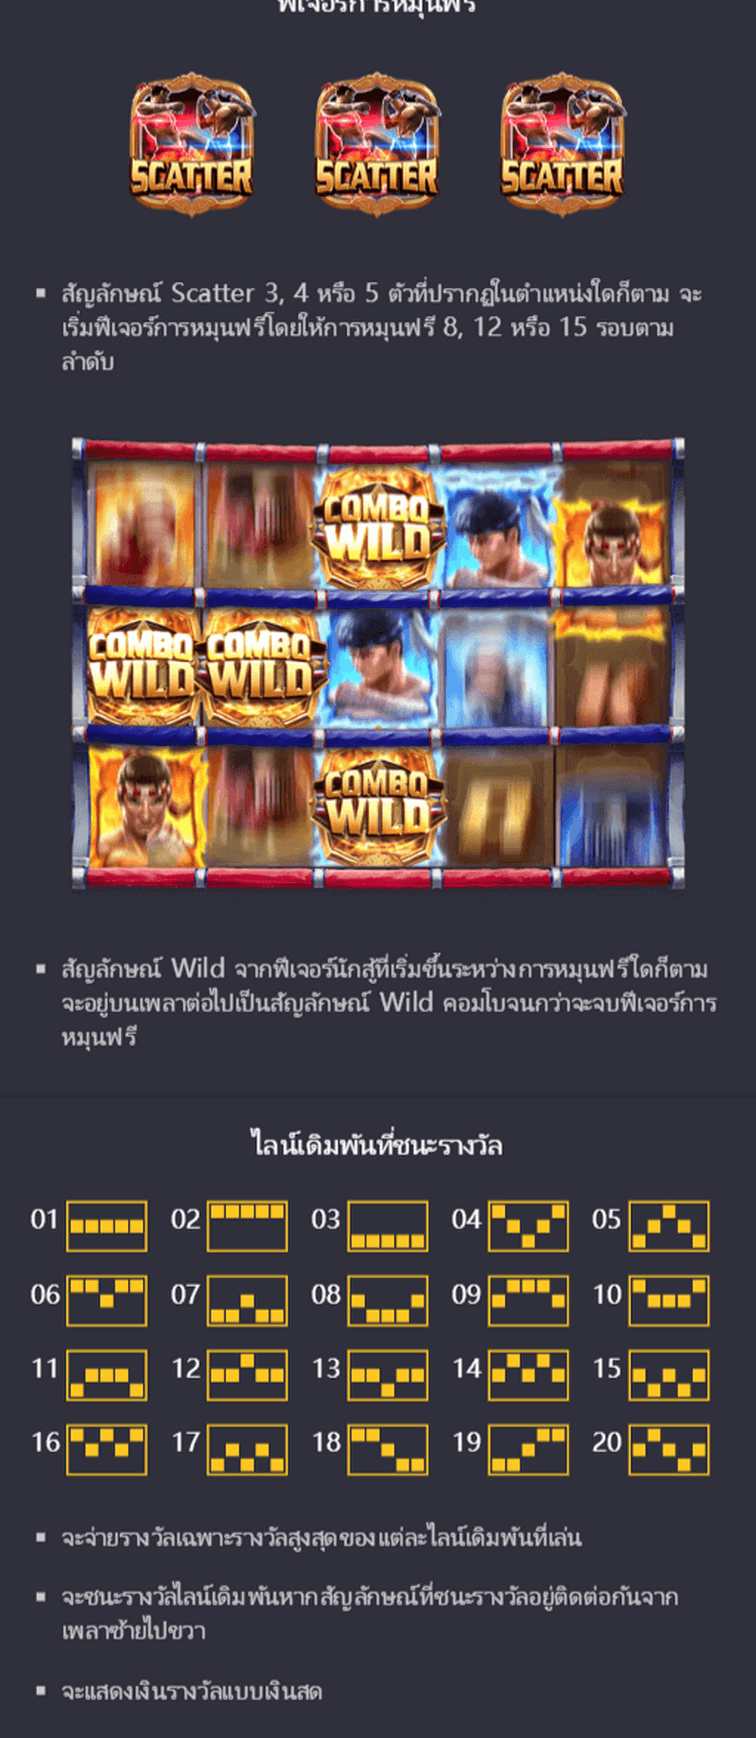 ฟีเจอร์การหมุนฟรี
SCATTER SCATTER SCATTER
สัญลักษณ์ Scatter 3, 4 หรือ 5 ตัวที่ปรากฏในตำแหน่งใดก็ตาม จะ
เริ่มฟีเจอร์การหมุนฟรีโดยให้การหมุนฟรี 8, 12 หรือ 15 รอบตาม
ลำดับ
COMBO
WILD
COMBO COMBO
WILD WILD
COMBO
WILD
สัญลักษณ์ Wild จากฟีเจอร์นักสู้ที่เริ่มขึ้นระหว่างการหมุนฟรีใดก็ตาม
จะอยู่บนเพลาต่อไปเป็นสัญลักษณ์ Wild คอมโบจนกว่าจะจบฟีเจอร์การ
หมุนฟรี
ไลน์เดิมพันที่ชนะรางวัล
01 02 03 04 05
06 07 08 09 10
11 12 13 14 15
16 17 18 19 20
จะจ่ายรางวัลเฉพาะรางวัลสูงสุดของแต่ละไลน์เดิมพันที่เล่น
จะชนะรางวัลไลน์เดิมพันหากสัญลักษณ์ที่ชนะรางวัลอยู่ติดต่อกันจาก
เพลาซ้ายไปขวา
จะแสดงเงินรางวัลแบบเงินสด